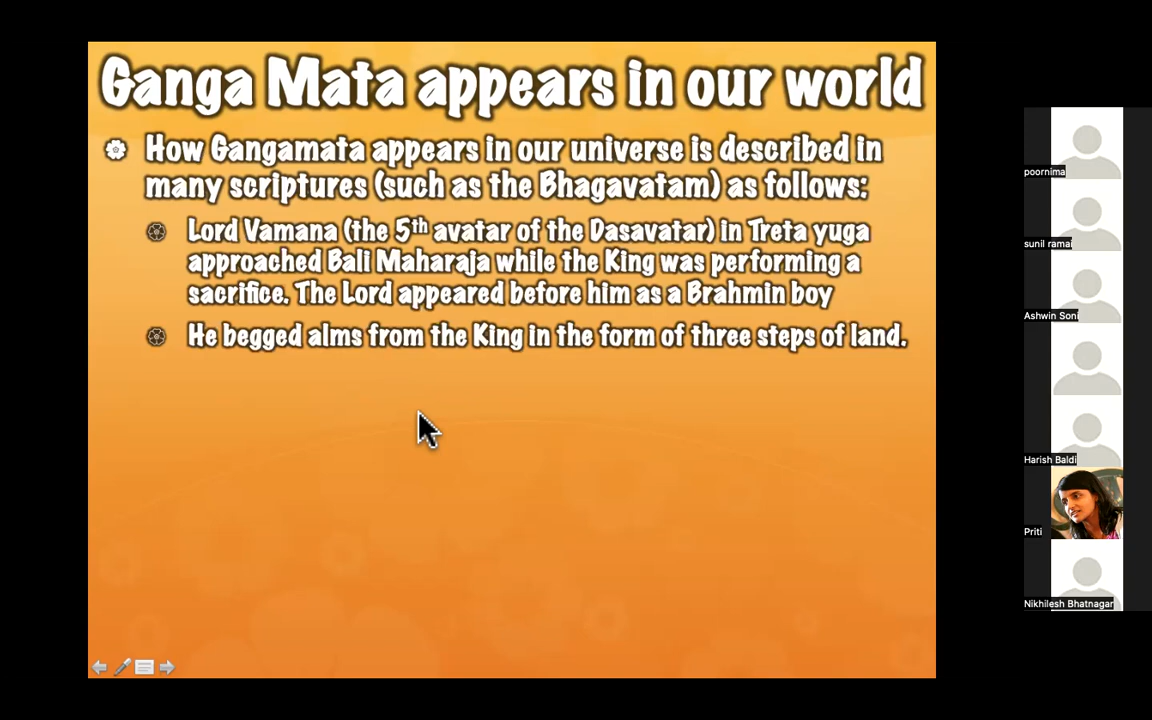 Ganga Mata appears in our world
How Gangamata appears in our universe is described in
many scriptures (such as the Bhagavatam) as follows:
Lord Vamana (the 5th avatar of the Dasavatar) in Treta yuga
approached Bali Maharaja while the King was performing a
sacrifice. The Lord appeared before him as a Brahmin boy
He begged alms from the King in the form of three steps of land.
poornima
sunil ramai
Ashwin Soni
Harish Baldi
Priti
Nikhilesh Bhatnagar